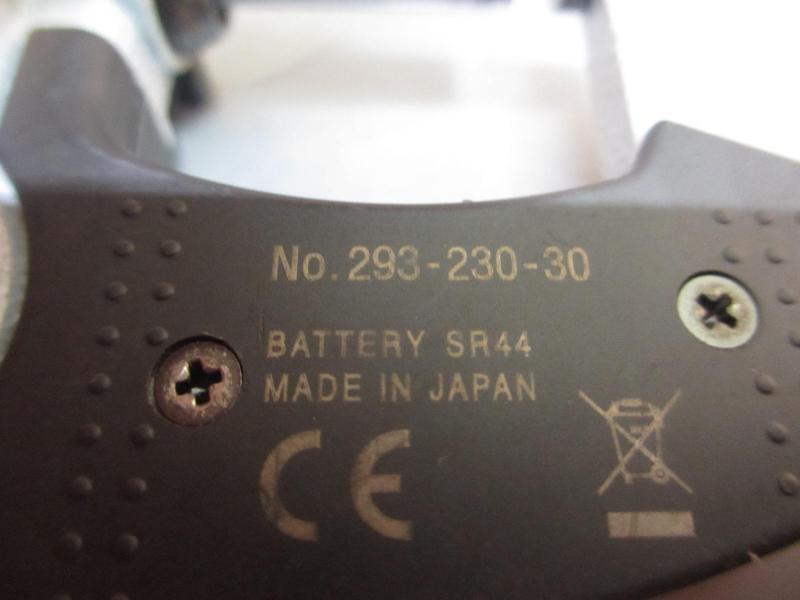 No.293-230-30
BATTERY SR44
MADE IN JAPAN
CE